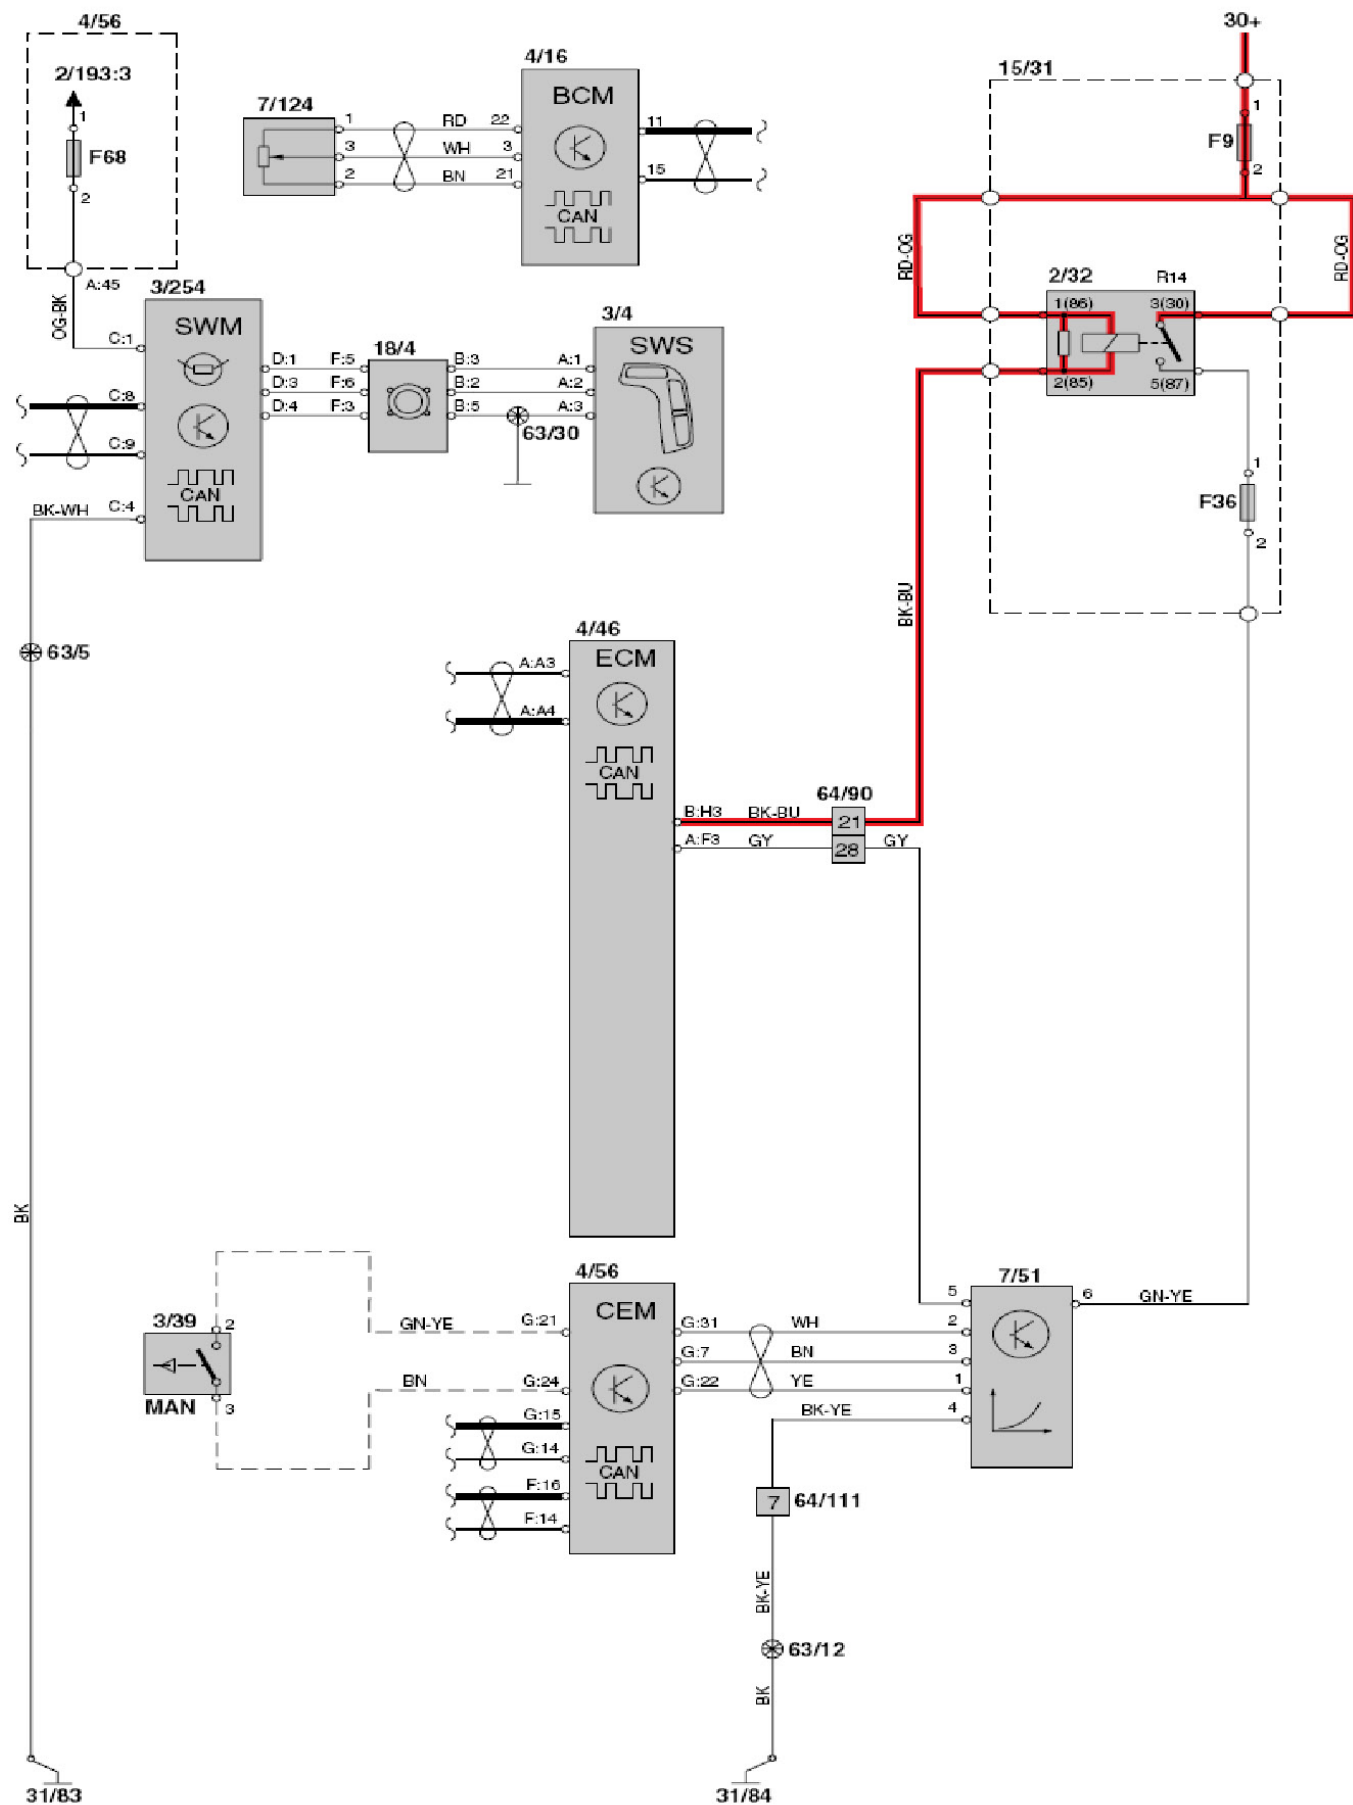 4/56
2/193:3
1
F68
2
A:45
OG-BK
7/124
1 RD 22
3 WH 3
2 BN 21
4/16
BCM
CAN
11
15
30+
15/31
1
F9
2
RD-OG
RD-OG
2/32 R14
1(86) 3(30)
2(85) 5(87)
1
F36
2
3/254
SWM
CAN
C:1
C:8
C:9
BK-WH C:4
D:1 F:5
D:3 F:6
D:4 F:3
18/4
B:3 A:1
B:2 A:2
B:5 A:3
63/30
3/4
SWS
BK-BU
63/5
4/46
ECM
CAN
A:A3
A:A4
64/90
B:H3 BK-BU 21
A:F3 GY 28 GY
BK
4/56
CEM
CAN
3/39
2
MAN
3
GN-YE G:21
BN G:24
G:15
G:14
F:16
F:14
G:31 WH 2
G:7 BN 3
G:22 YE 1
BK-YE 4
7/51
5
6 GN-YE
7 64/111
BK-YE
63/12
BK
31/83
31/84